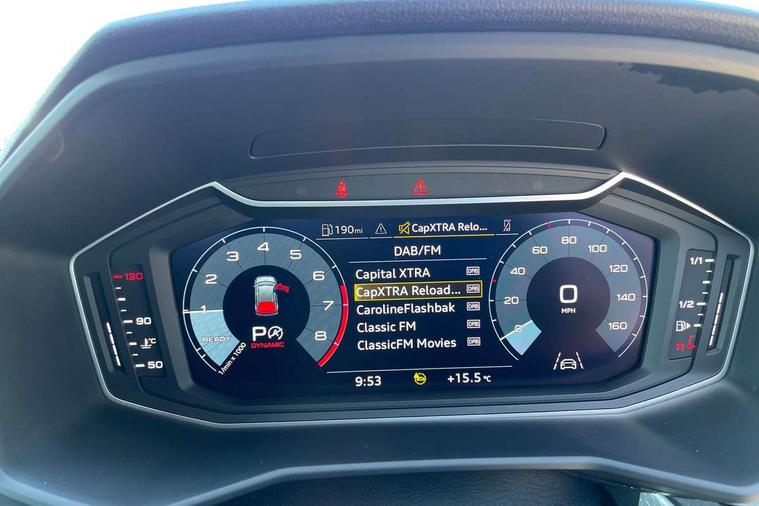 190mi CapXTRA Relo...
DAB/FM
Capital XTRA DAB
CapXTRA Reload... DAB
CarolineFlashbak DAB
Classic FM DAB
ClassicFM Movies DAB
1 2 3 4 5 6 7 8
READY
1/min x 1000
P
DYNAMIC
0 20 40 60 80 100 120 140 160
0
MPH
130
90
50
1/1
1/2
R
9:53 +15.5°C